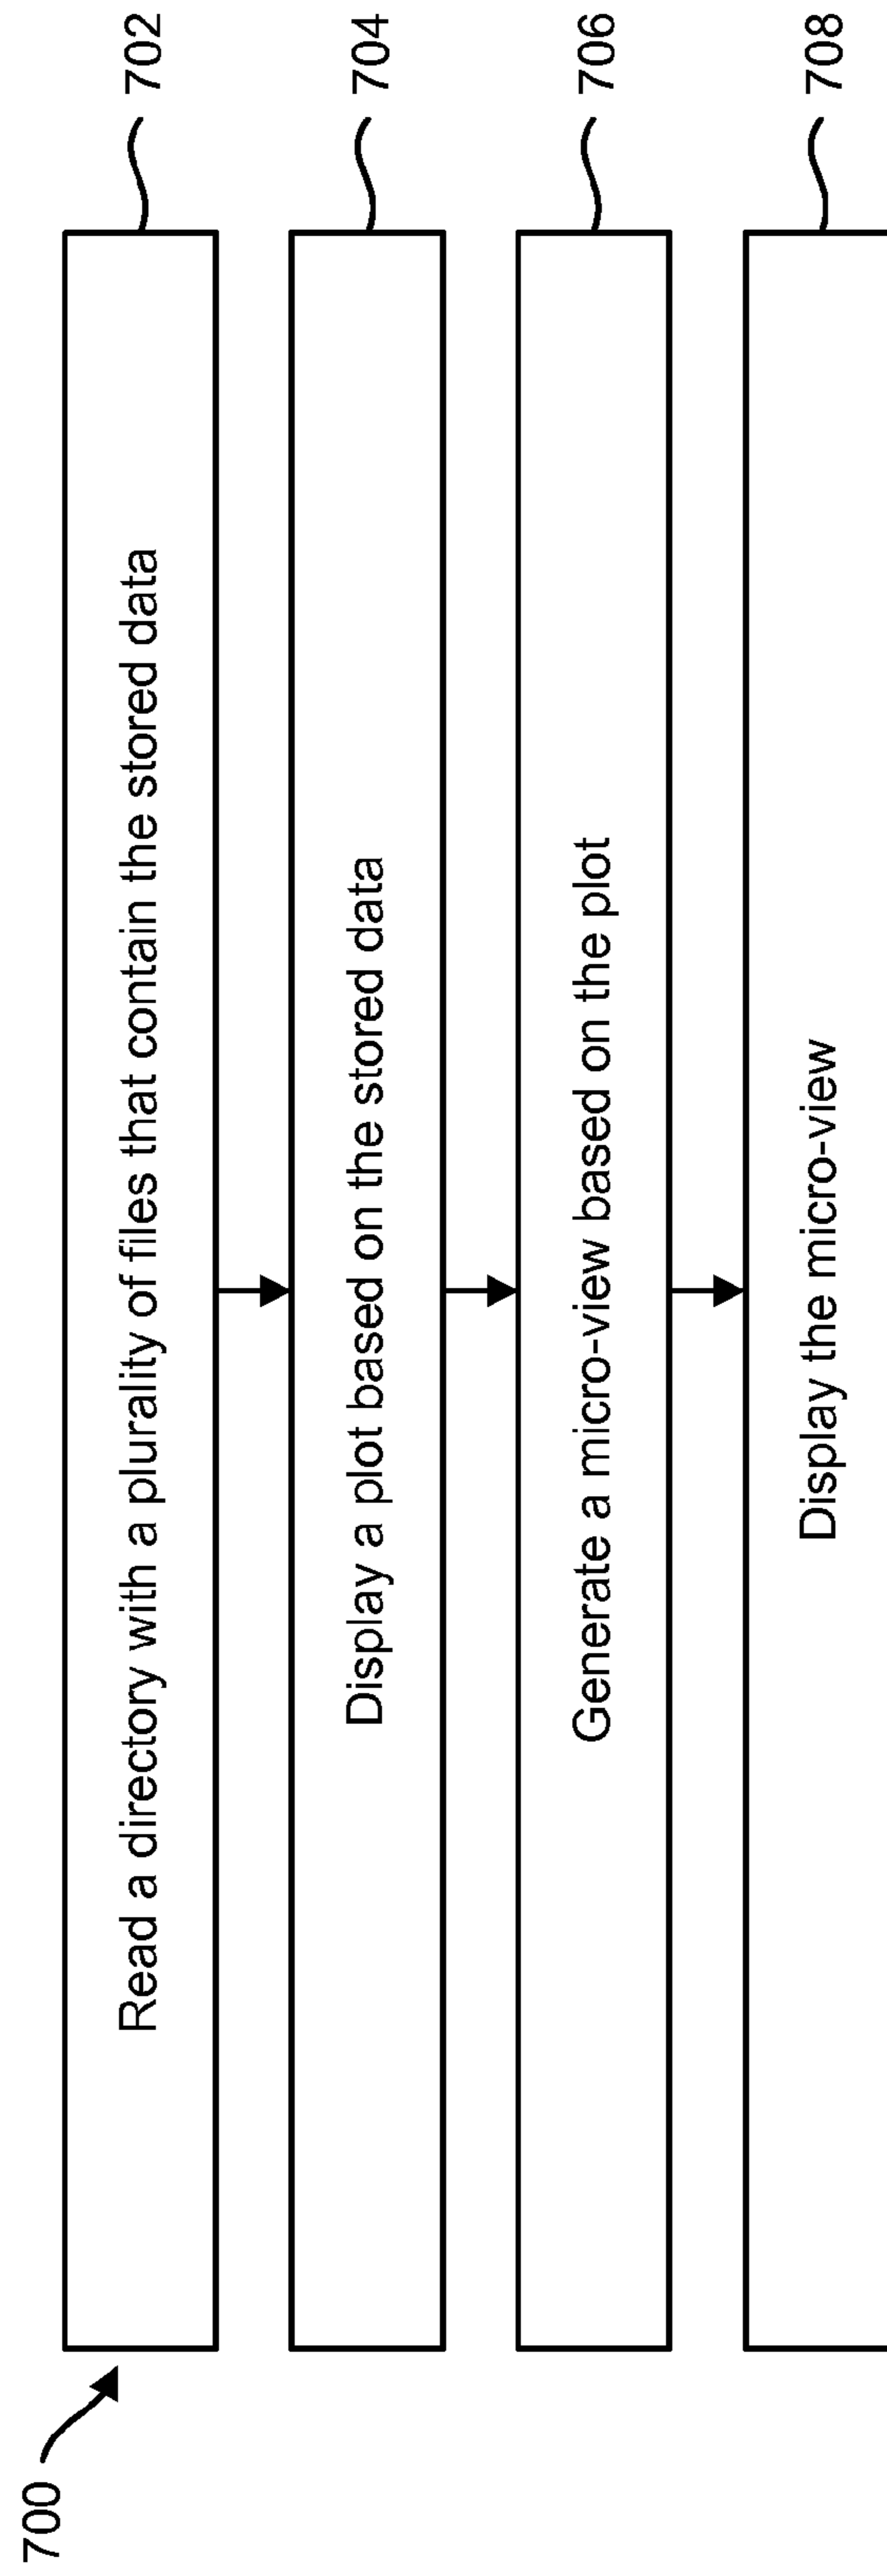 700
Read a directory with a plurality of files that contain the stored data
702
Display a plot based on the stored data
704
Generate a micro-view based on the plot
706
Display the micro-view
708